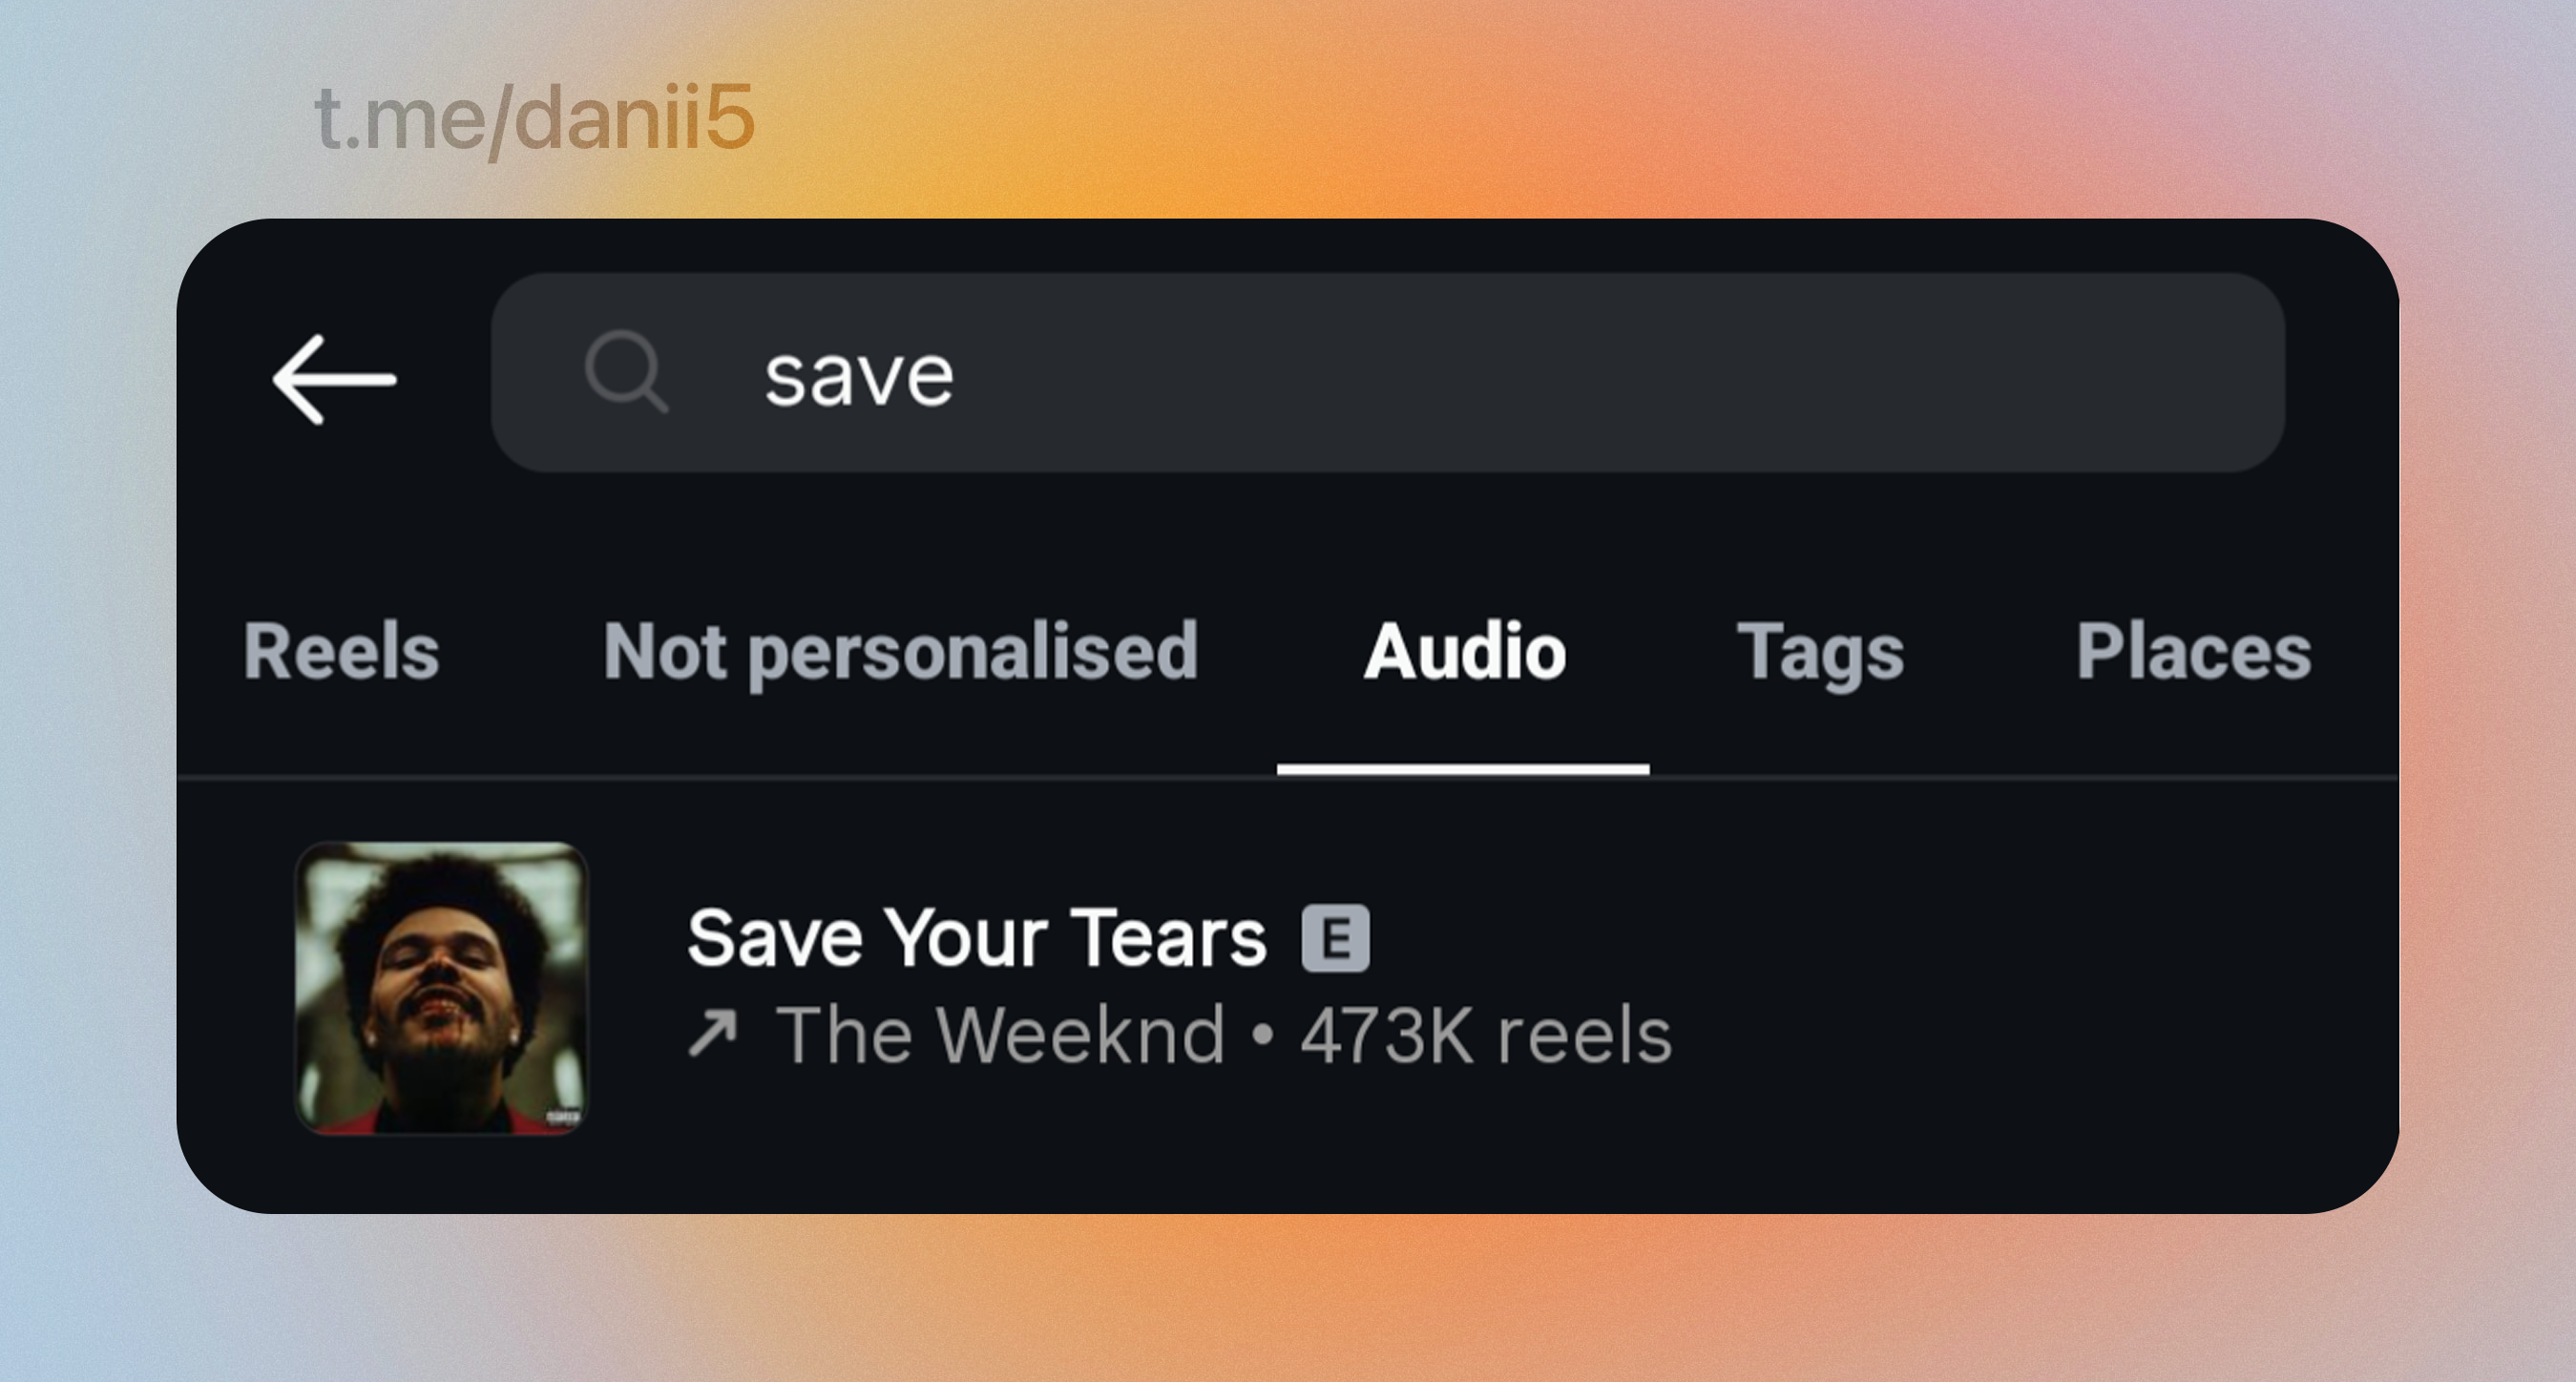 t.me/danii5
save
Reels Not personalised Audio Tags Places
Save Your Tears E
The Weeknd • 473K reels